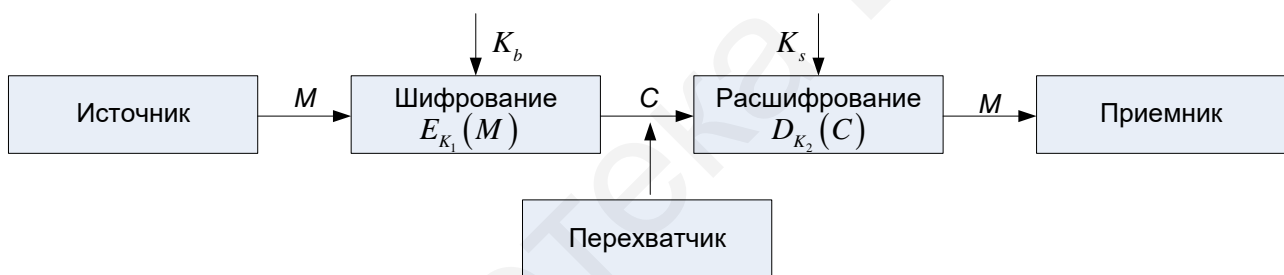 K_b
K_s
Источник
M
Шифрование
E_{K_1}(M)
C
Расшифрование
D_{K_2}(C)
M
Приемник
Перехватчик